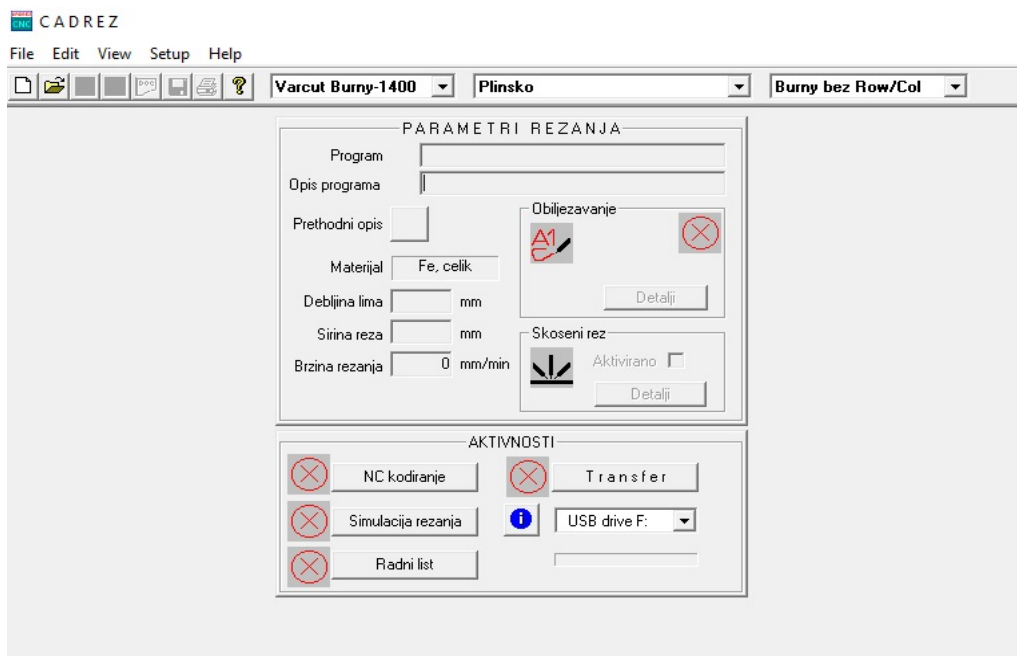 CNC CADREZ
File Edit View Setup Help
Varcut Burny-1400 Plinsko Burny bez Row/Col
PARAMETRI REZANJA
Program
Opis programa
Prethodni opis
Materijal Fe, celik
Debljina lima mm
Sirina reza mm
Brzina rezanja 0 mm/min
Obiljezavanje
A1
Detalji
Skoseni rez
Aktivirano
Detalji
AKTIVNOSTI
NC kodiranje Transfer
Simulacija rezanja USB drive F:
Radni list